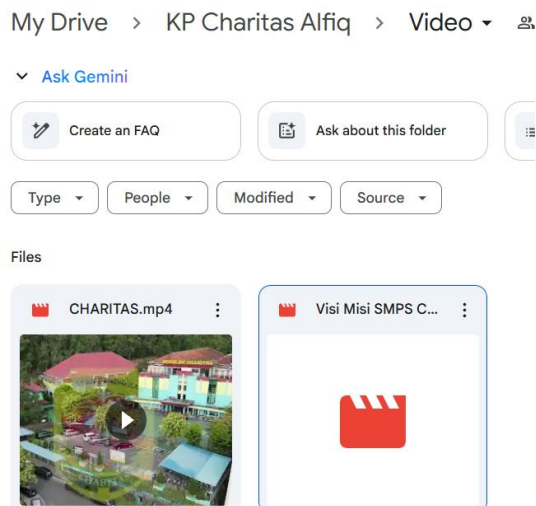 My Drive > KP Charitas Alfiq > Video
Ask Gemini
Create an FAQ
Ask about this folder
Type
People
Modified
Source
Files
CHARITAS.mp4
Visi Misi SMPS C...
CHARITAS